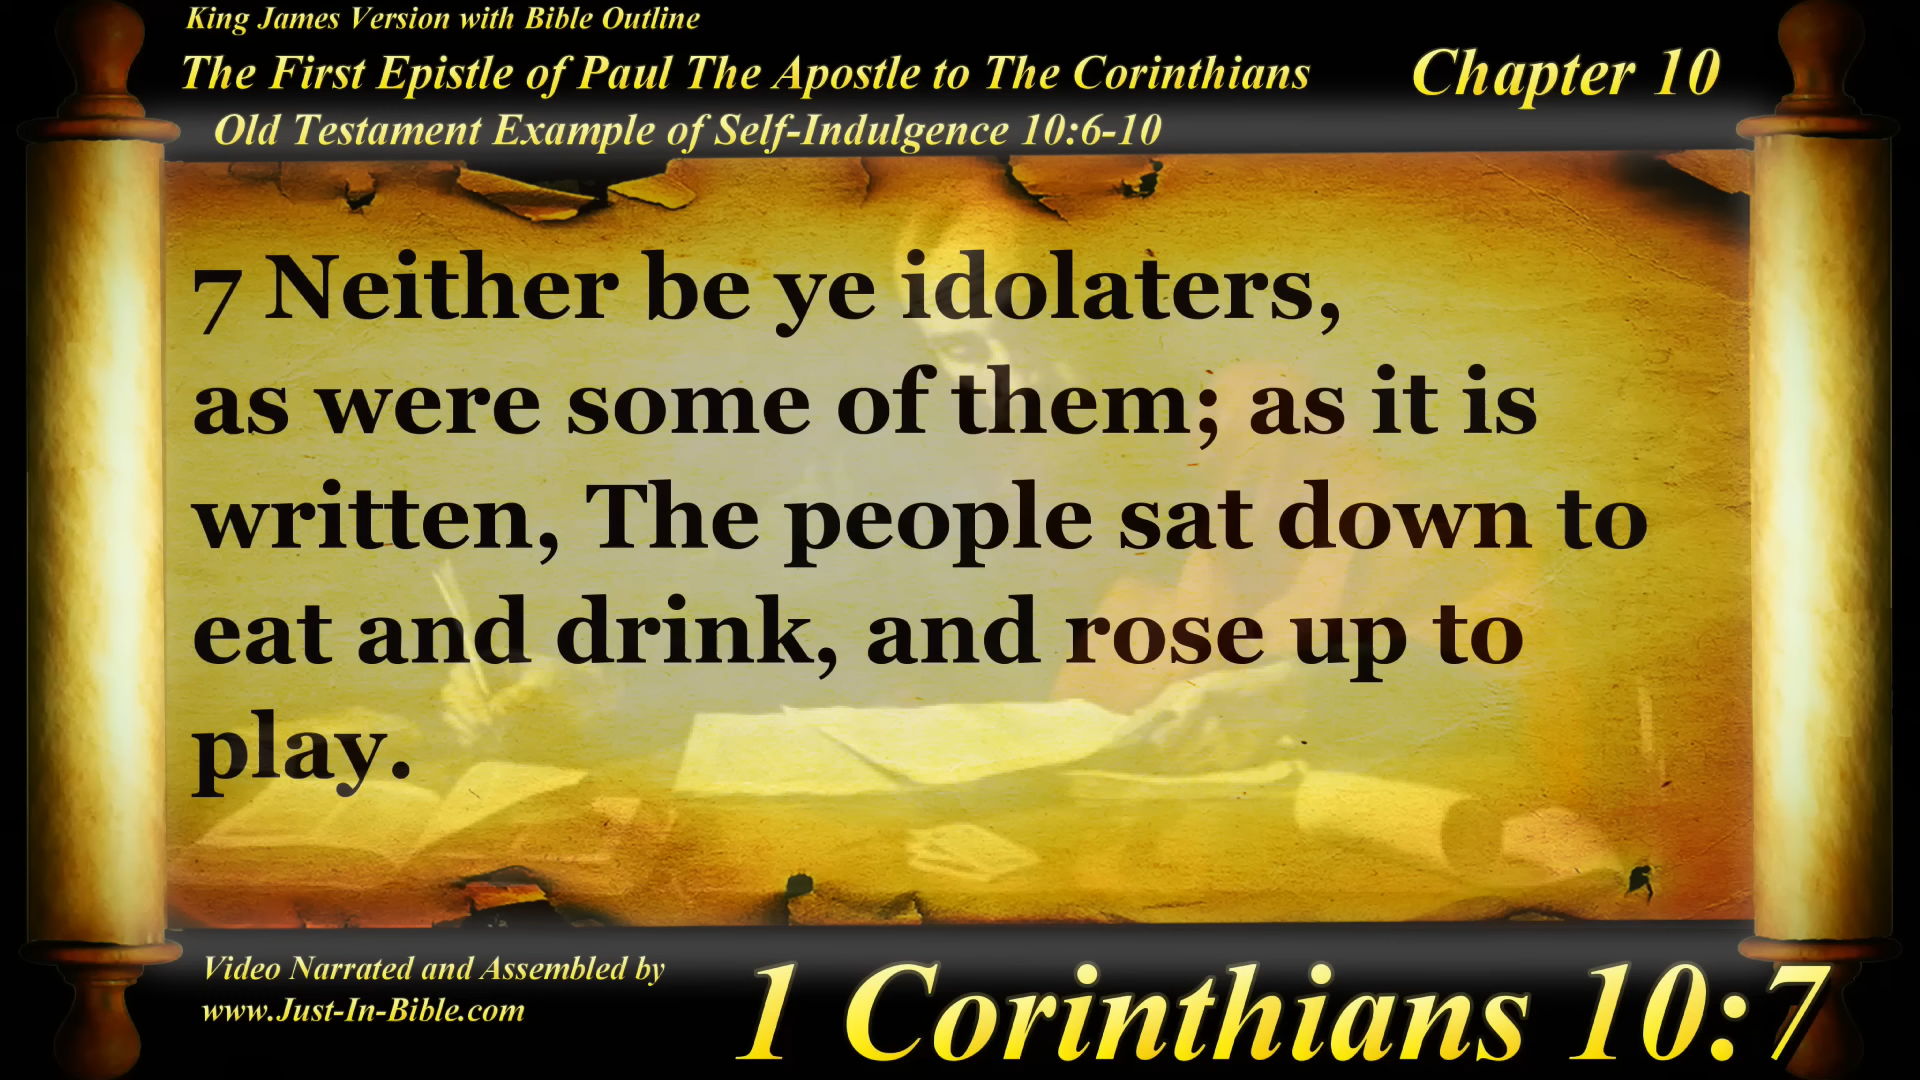 King James Version with Bible Outline
The First Epistle of Paul The Apostle to The Corinthians
Chapter 10
Old Testament Example of Self-Indulgence 10:6-10
7 Neither be ye idolaters,
as were some of them; as it is
written, The people sat down to
eat and drink, and rose up to
play.
Video Narrated and Assembled by
www.Just-In-Bible.com
1 Corinthians 10:7